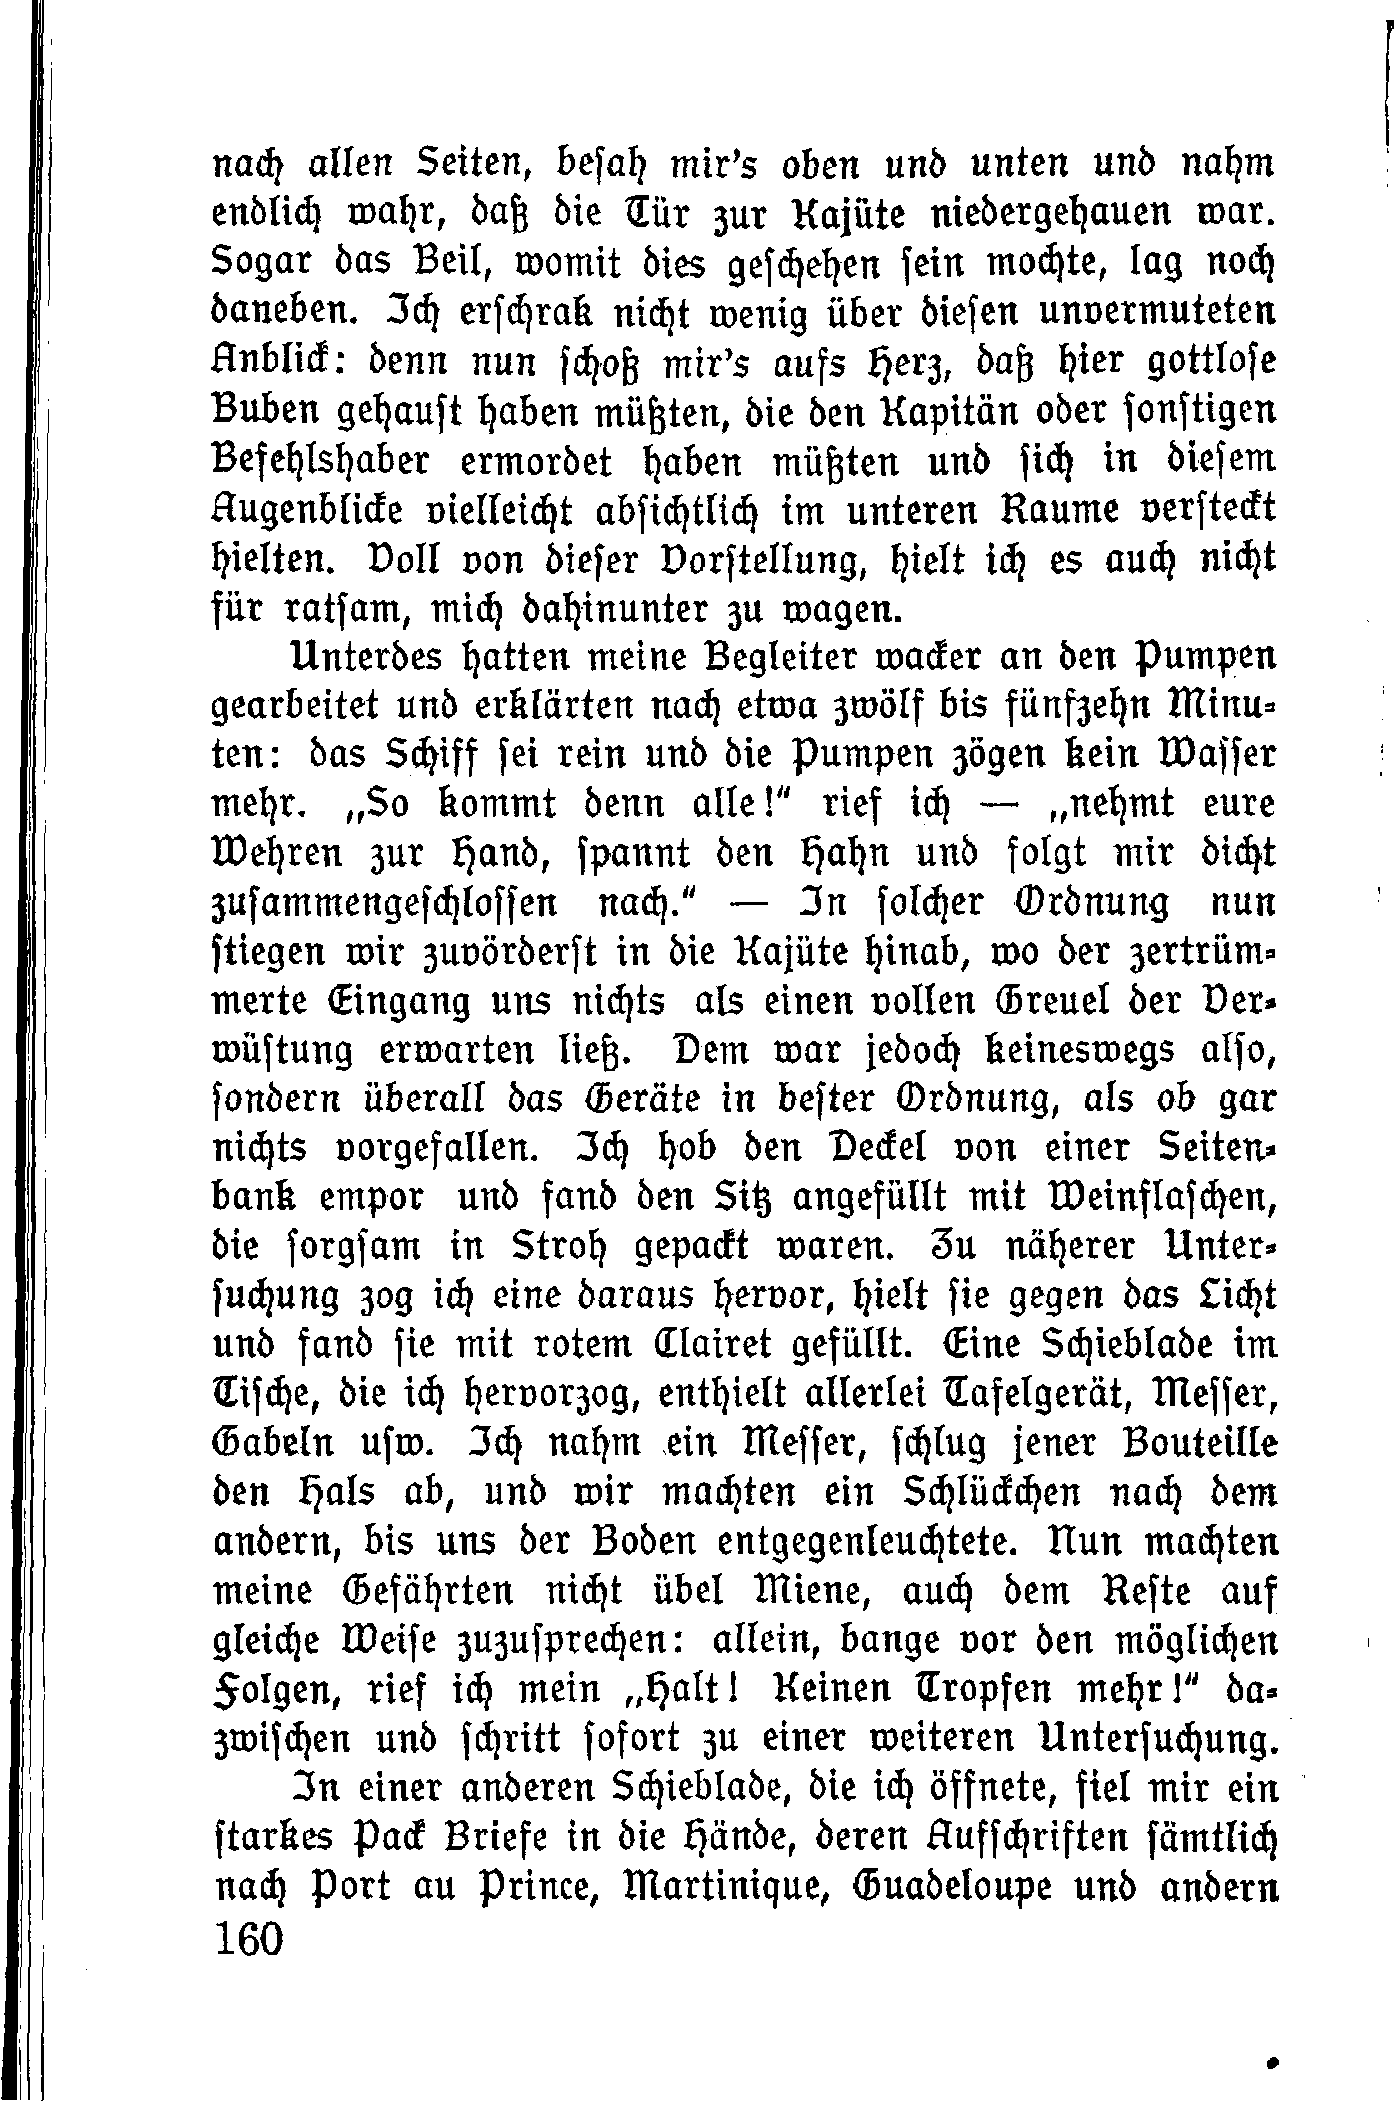 nach allen Seiten, besah mir's oben und unten und nahm
endlich wahr, daß die Tür zur Kajüte niedergehauen war.
Sogar das Beil, womit dies geschehen sein mochte, lag noch
daneben. Ich erschrak nicht wenig über diesen unvermuteten
Anblick: denn nun schoß mir's aufs Herz, daß hier gottlose
Buben gehaust haben müßten, die den Kapitän oder sonstigen
Befehlshaber ermordet haben müßten und sich in diesem
Augenblicke vielleicht absichtlich im unteren Raume versteckt
hielten. Voll von dieser Vorstellung, hielt ich es auch nicht
für ratsam, mich dahinunter zu wagen.
Unterdes hatten meine Begleiter wacker an den Pumpen
gearbeitet und erklärten nach etwa zwölf bis fünfzehn Minu-
ten: das Schiff sei rein und die Pumpen zögen kein Wasser
mehr. „So kommt denn alle!“ rief ich — „nehmt eure
Wehren zur Hand, spannt den Hahn und folgt mir dicht
zusammengeschlossen nach.“ — In solcher Ordnung nun
stiegen wir zuvörderst in die Kajüte hinab, wo der zertrüm-
merte Eingang uns nichts als einen vollen Greuel der Ver-
wüstung erwarten ließ. Dem war jedoch keineswegs also,
sondern überall das Geräte in bester Ordnung, als ob gar
nichts vorgefallen. Ich hob den Deckel von einer Seiten-
bank empor und fand den Sitz angefüllt mit Weinflaschen,
die sorgsam in Stroh gepackt waren. Zu näherer Unter-
suchung zog ich eine daraus hervor, hielt sie gegen das Licht
und fand sie mit rotem Clairet gefüllt. Eine Schieblade im
Tische, die ich hervorzog, enthielt allerlei Tafelgerät, Messer,
Gabeln usw. Ich nahm ein Messer, schlug jener Bouteille
den Hals ab, und wir machten ein Schlückchen nach dem
andern, bis uns der Boden entgegenleuchtete. Nun machten
meine Gefährten nicht übel Miene, auch dem Reste auf
gleiche Weise zuzusprechen: allein, bange vor den möglichen
Folgen, rief ich mein „Halt! Keinen Tropfen mehr!“ da-
zwischen und schritt sofort zu einer weiteren Untersuchung.
In einer anderen Schieblade, die ich öffnete, fiel mir ein
starkes Pack Briefe in die Hände, deren Aufschriften sämtlich
nach Port au Prince, Martinique, Guadeloupe und andern
160